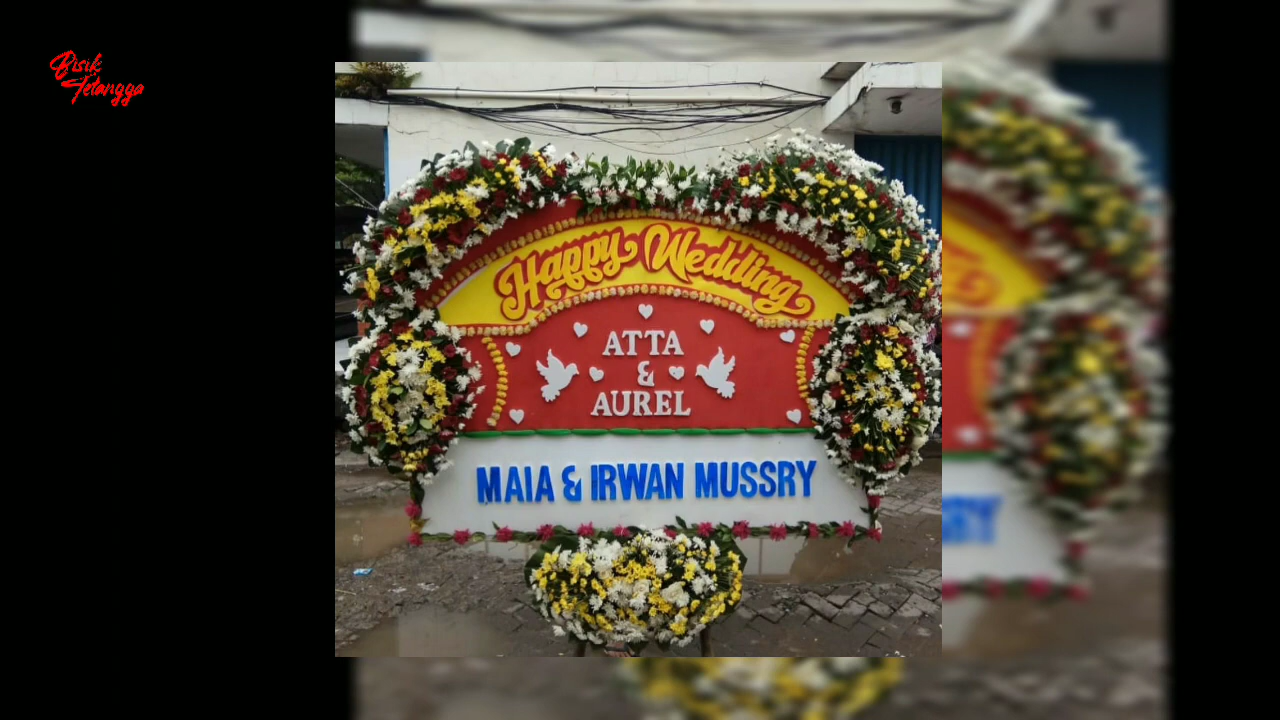 Bisik
Tetangga
Happy Wedding
ATTA
&
AUREL
MAIA & IRWAN MUSSRY